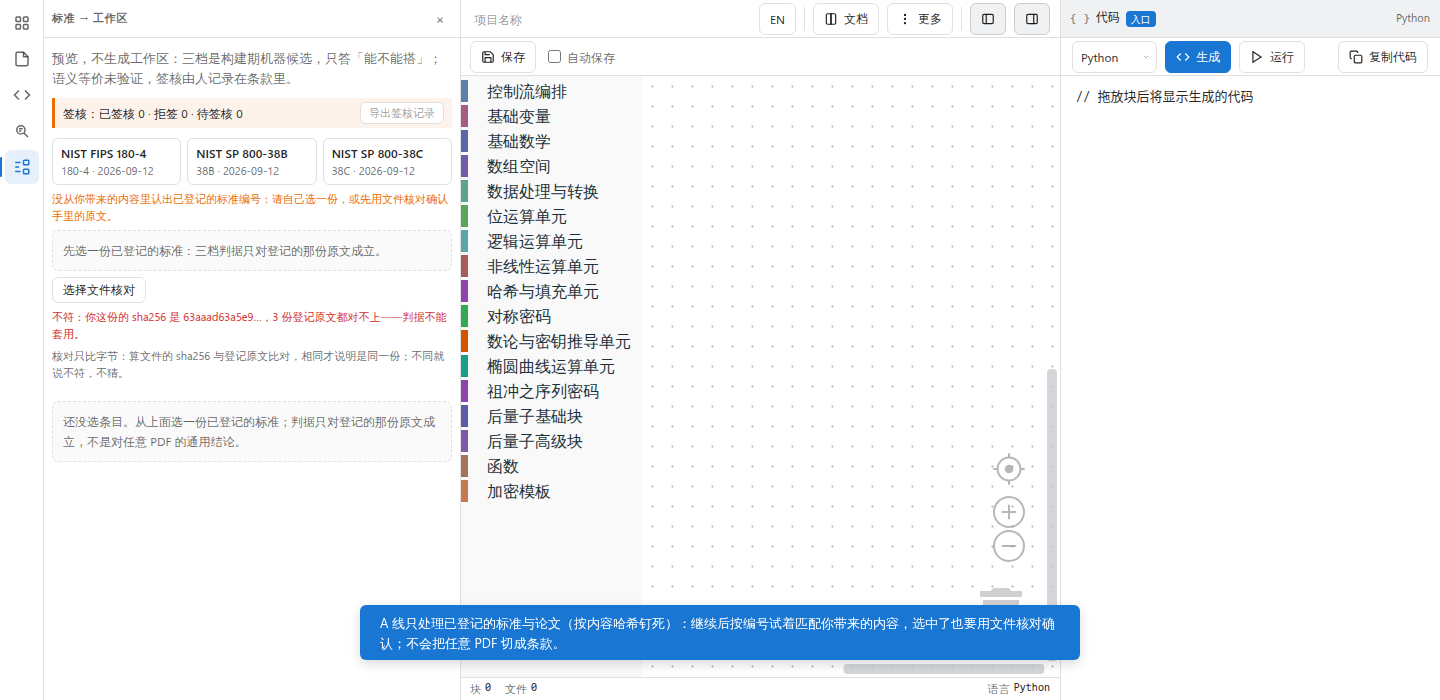 标准 → 工作区
×
预览，不生成工作区：三档是构建期机器候选，只答「能不能搭」；
语义等价未验证，签核由人记录在条款里。
签核：已签核 0 · 拒签 0 · 待签核 0
导出签核记录
NIST FIPS 180-4
180-4 · 2026-09-12
NIST SP 800-38B
38B · 2026-09-12
NIST SP 800-38C
38C · 2026-09-12
没从你带来的内容里认出已登记的标准编号：请自己选一份，或先用文件核对确认
手里的原文。
先选一份已登记的标准：三档判据只对登记的那份原文成立。
选择文件核对
不符：你这份的 sha256 是 63aaad63a5e9…，3 份登记原文都对不上——判据不能
套用。
核对只比字节：算文件的 sha256 与登记原文比对，相同才说明是同一份；不同就
说不符，不猜。
还没选条目。从上面选一份已登记的标准；判据只对登记的那份原文成
立，不是对任意 PDF 的通用结论。
项目名称
EN
文档
更多
保存
自动保存
控制流编排
基础变量
基础数学
数组空间
数据处理与转换
位运算单元
逻辑运算单元
非线性运算单元
哈希与填充单元
对称密码
数论与密钥推导单元
椭圆曲线运算单元
祖冲之序列密码
后量子基础块
后量子高级块
函数
加密模板
{ } 代码
入口
Python
Python
生成
运行
复制代码
// 拖放块后将显示生成的代码
A 线只处理已登记的标准与论文（按内容哈希钉死）：继续后按编号试着匹配你带来的内容，选中了也要用文件核对确
认；不会把任意 PDF 切成条款。
块 0
文件 0
语言 Python